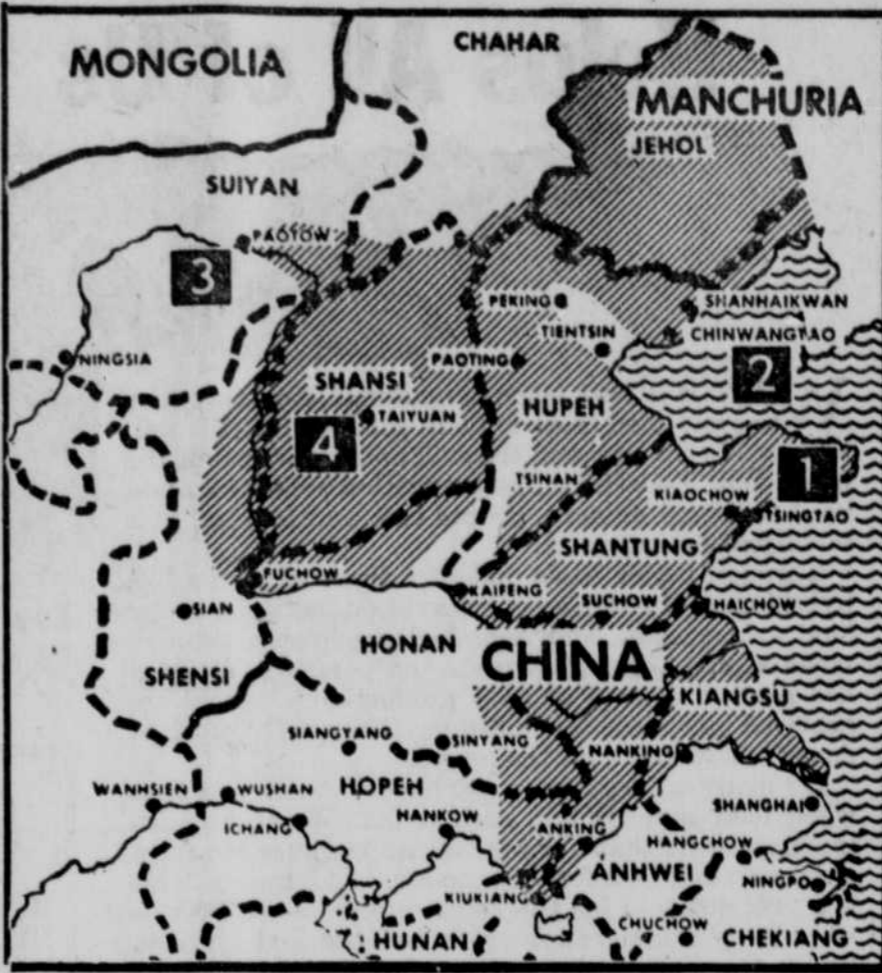 CHAHAR
MONGOLIA
MANCHURIA
JEHOL
SUIYAN
PAOTOW
3
PEKING
SHANHAIKWAN
TIENTSIN
CHINWANGTAO
NINGSIA
PAOTING
2
SHANSI
HUPEH
TAIYUAN
4
TSINAN
1
KIAOCHOW
TSINGTAO
SHANTUNG
FUCHOW
KAIFENG
SUCHOW
HAICHOW
SIAN
HONAN
CHINA
SHENSI
KIANGSU
SIANGYANG
SINYANG
NANKING
WANHSIEN
WUSHAN
HOPEH
SHANGHAI
ICHANG
HANKOW
ANKING
HANGCHOW
ANHWEI
NINGPO
KIUKIANG
CHUCHOW
HUNAN
CHEKIANG